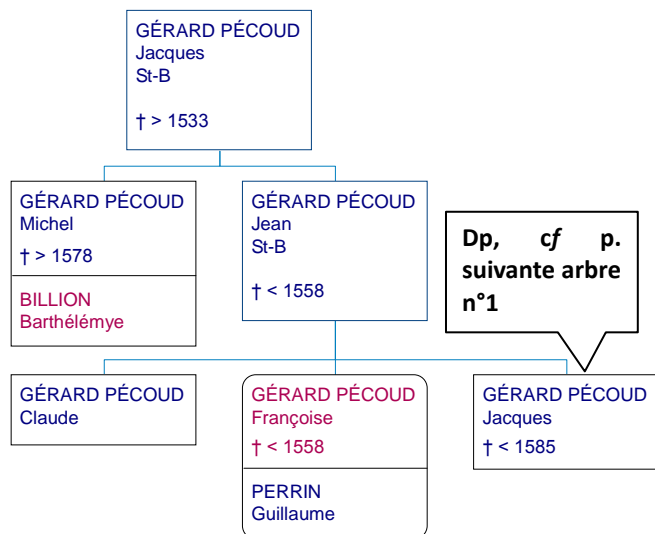 GÉRARD PÉCOUD
Jacques
St-B
† > 1533
GÉRARD PÉCOUD
Michel
† > 1578
BILLION
Barthélémye
GÉRARD PÉCOUD
Jean
St-B
† < 1558
Dp, cf p.
suivante arbre
n°1
GÉRARD PÉCOUD
Claude
GÉRARD PÉCOUD
Françoise
† < 1558
PERRIN
Guillaume
GÉRARD PÉCOUD
Jacques
† < 1585